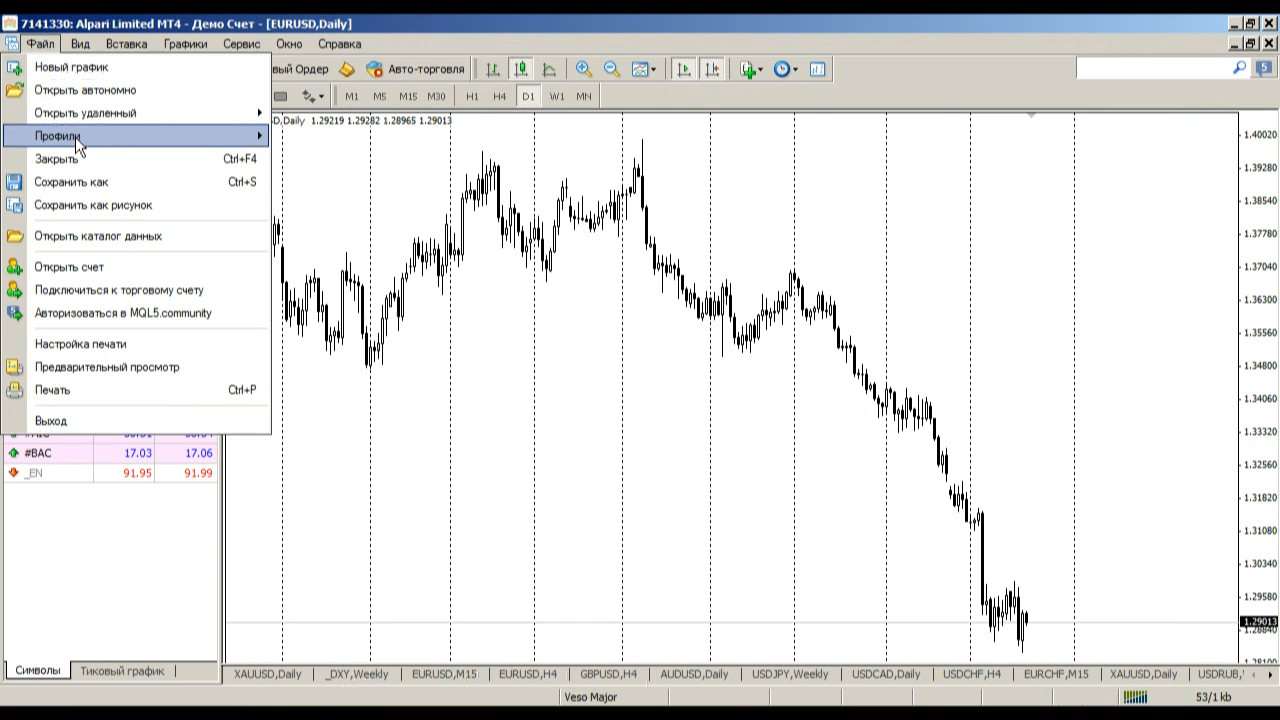 7141330: Alpari Limited MT4 - Демо Счет - [EURUSD,Daily]
Файл Вид Вставка Графики Сервис Окно Справка
Новый график
Открыть автономно
Открыть удаленный
Профили
Закрыть Ctrl+F4
Сохранить как Ctrl+S
Сохранить как рисунок
Открыть каталог данных
Открыть счет
Подключиться к торговому счету
Авторизоваться в MQL5.community
Настройка печати
Предварительный просмотр
Печать Ctrl+P
Выход
Ордер Авто-торговля 5
M1 M5 M15 M30 H1 H4 D1 W1 MN
Daily 1.29219 1.29282 1.28965 1.29013
1.40020
1.39280
1.38540
1.37780
1.37040
1.36300
1.35560
1.34800
1.34060
1.33320
1.32560
1.31820
1.31080
1.30340
1.29580
1.29013
1.28840
1.28100
#BAC 17.03 17.06
_EN 91.95 91.99
Символы Тиковый график
XAUUSD,Daily _DXY,Weekly EURUSD,M15 EURUSD,H4 GBPUSD,H4 AUDUSD,Daily USDJPY,Weekly USDCAD,Daily USDCHF,H4 EURCHF,M15 XAUUSD,Daily USDRUB,
Veso Major 53/1 kb